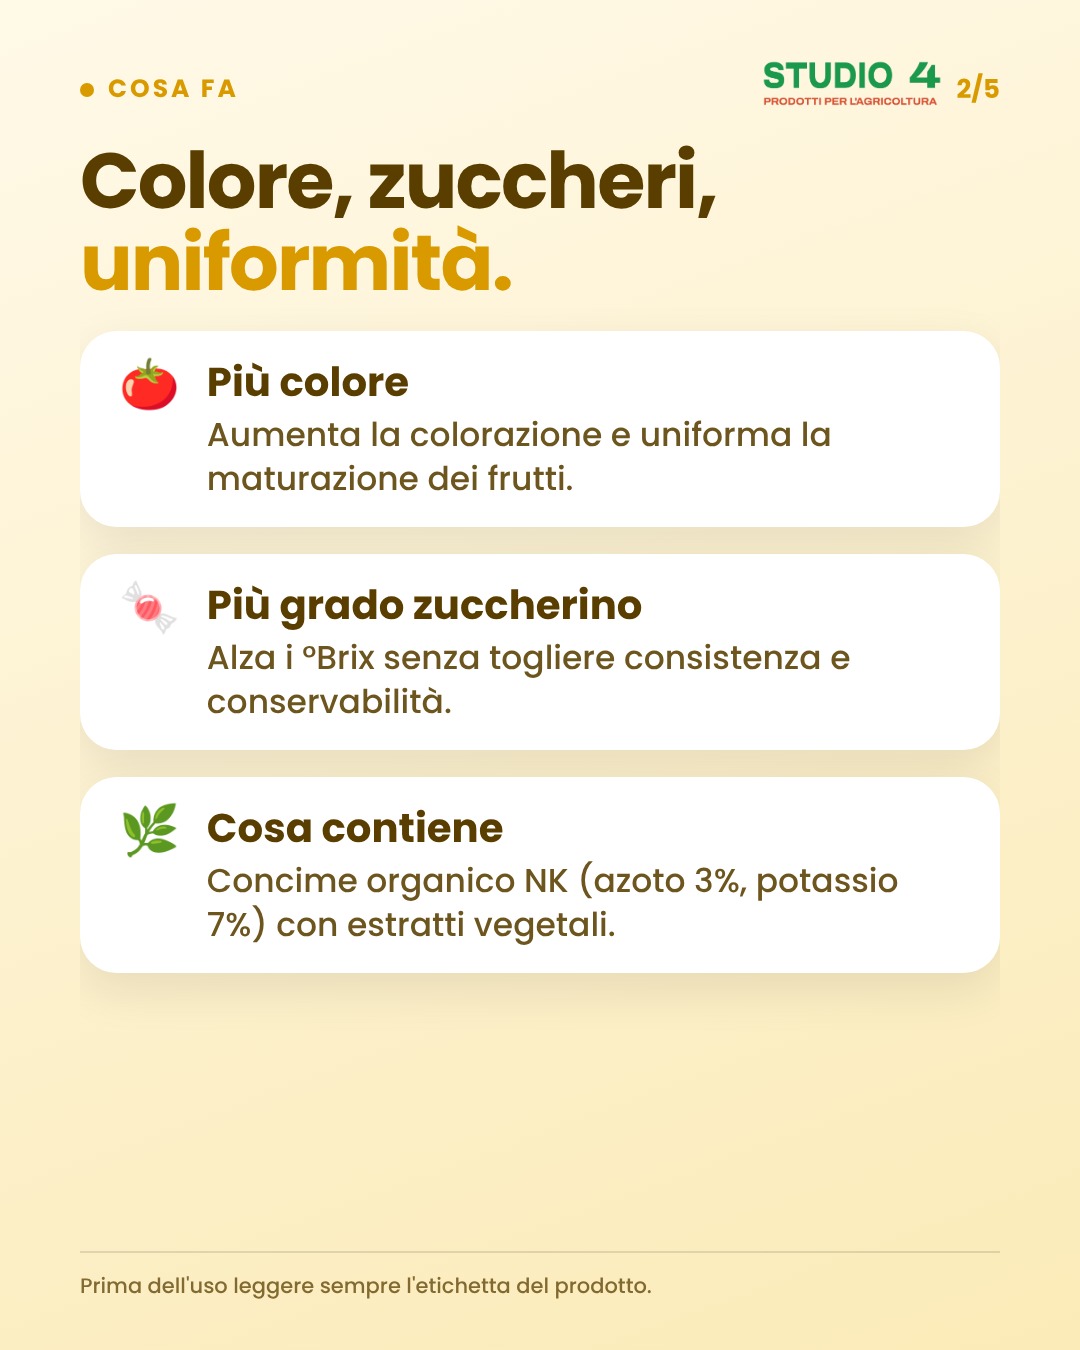 COSA FA
STUDIO 4
PRODOTTI PER L'AGRICOLTURA
2/5
Colore, zuccheri,
uniformità.
Più colore
Aumenta la colorazione e uniforma la
maturazione dei frutti.
Più grado zuccherino
Alza i °Brix senza togliere consistenza e
conservabilità.
Cosa contiene
Concime organico NK (azoto 3%, potassio
7%) con estratti vegetali.
Prima dell'uso leggere sempre l'etichetta del prodotto.